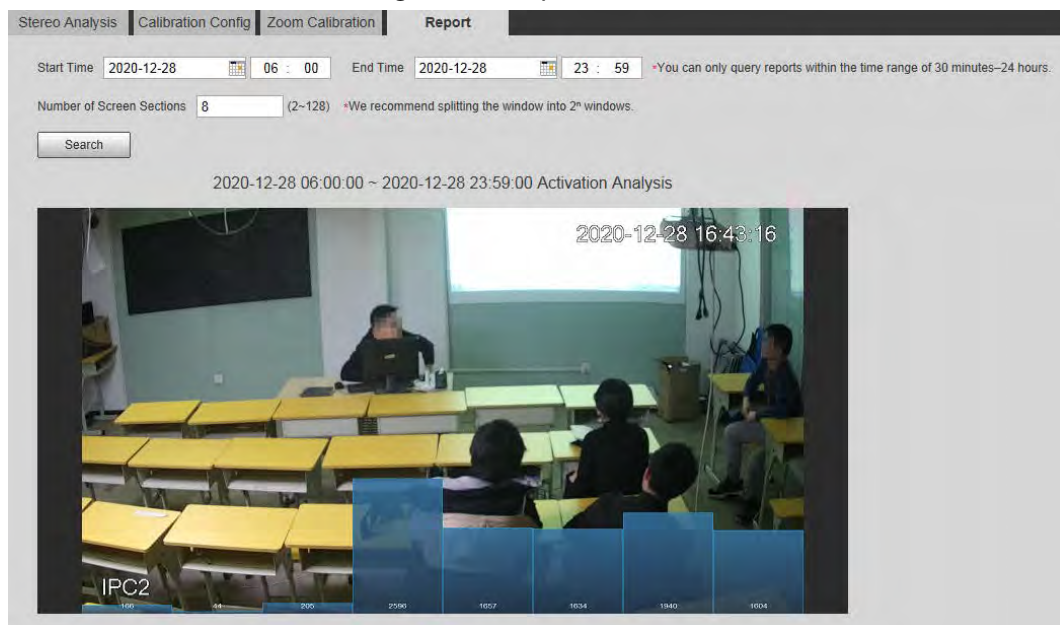 Stereo Analysis Calibration Config Zoom Calibration Report
Start Time 2020-12-28 06 : 00 End Time 2020-12-28 23 : 59 *You can only query reports within the time range of 30 minutes–24 hours.
Number of Screen Sections 8 (2~128) *We recommend splitting the window into 2ⁿ windows.
Search
2020-12-28 06:00:00 ~ 2020-12-28 23:59:00 Activation Analysis
2020-12-28 16:43:16
IPC2
166 44 205 2590 1657 1634 1940 1604